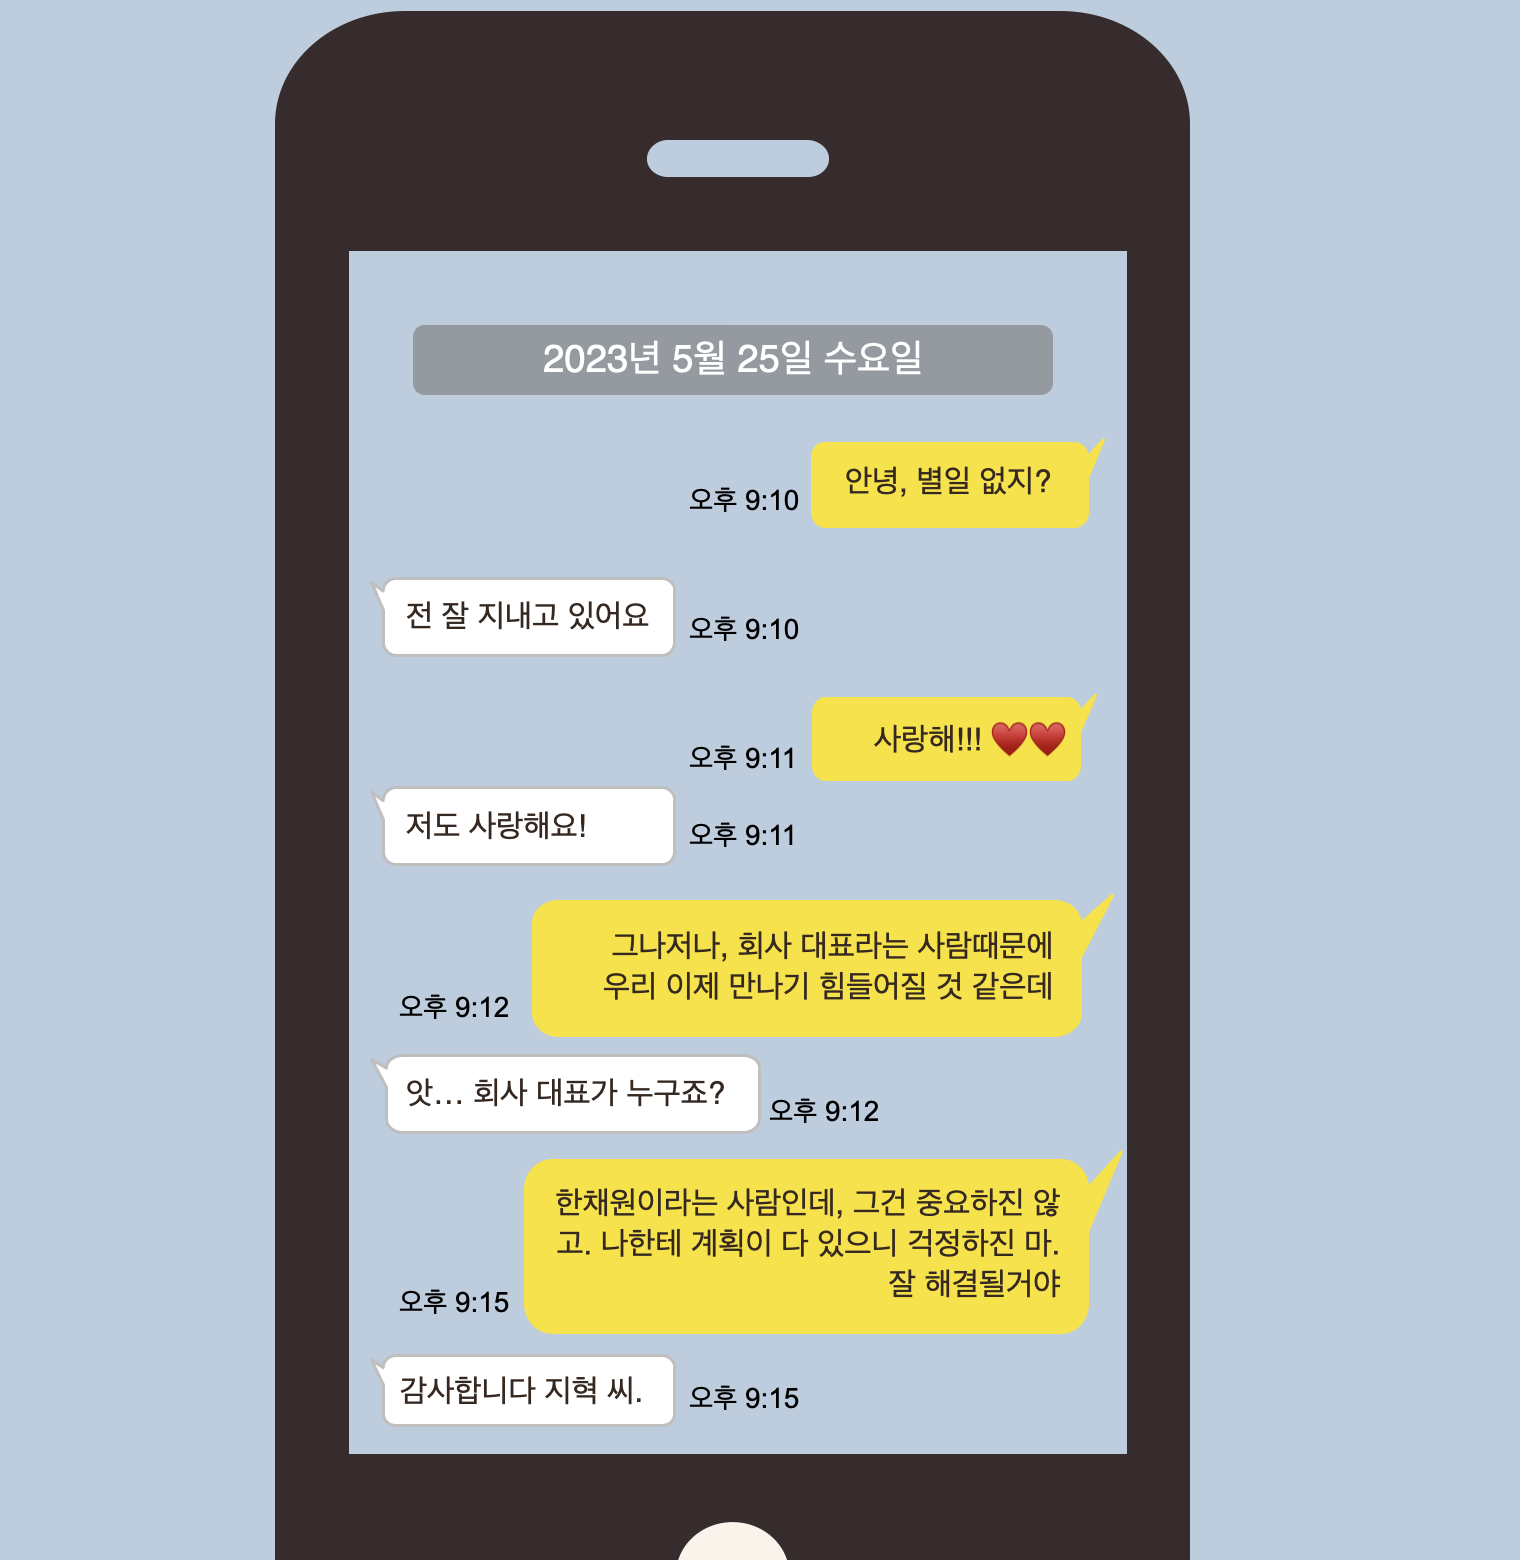 2023년 5월 25일 수요일
안녕, 별일 없지?
오후 9:10
전 잘 지내고 있어요
오후 9:10
사랑해!!! ♥️♥️
오후 9:11
저도 사랑해요!
오후 9:11
그나저나, 회사 대표라는 사람때문에
우리 이제 만나기 힘들어질 것 같은데
오후 9:12
앗... 회사 대표가 누구죠?
오후 9:12
한채원이라는 사람인데, 그건 중요하진 않
고. 나한테 계획이 다 있으니 걱정하진 마.
잘 해결될거야
오후 9:15
감사합니다 지혁 씨.
오후 9:15